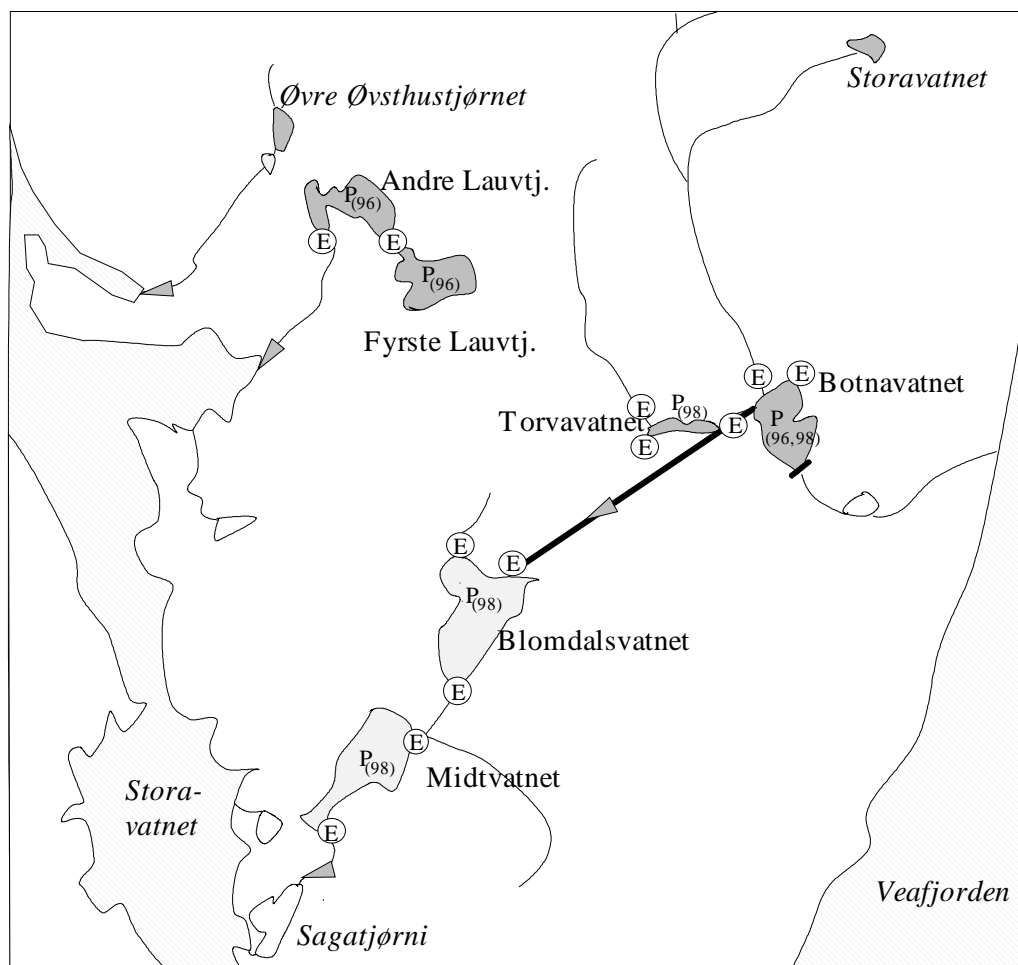 Storavatnet
Øvre Øvsthustjørnet
Andre Lauvtj.
P(96)
E
E
P(96)
Fyrste Lauvtj.
E
E
Botnavatnet
E
P(98)
Torvavatnet
E
P
(96,98)
E
E
E
P(98)
Blomdalsvatnet
E
E
P(98)
Midtvatnet
Stora-
vatnet
E
Veafjorden
Sagatjørni